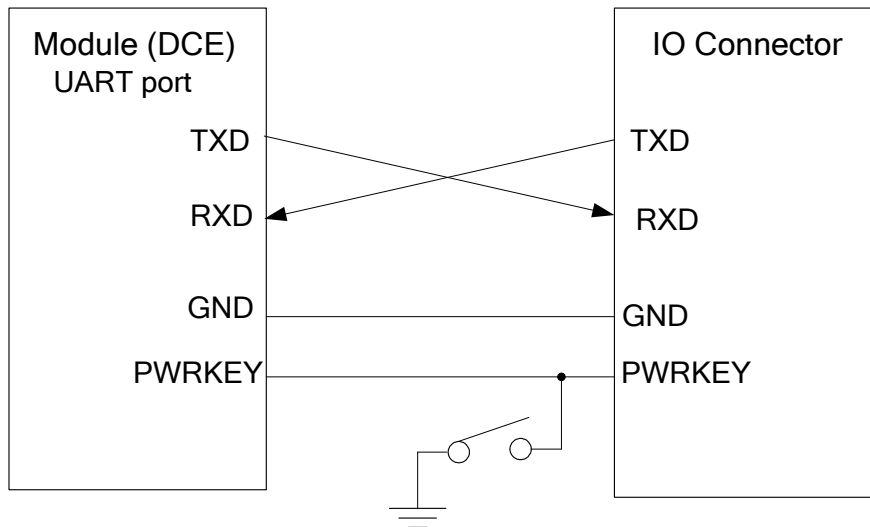 Module (DCE)
UART port
TXD
RXD
GND
PWRKEY
IO Connector
TXD
RXD
GND
PWRKEY